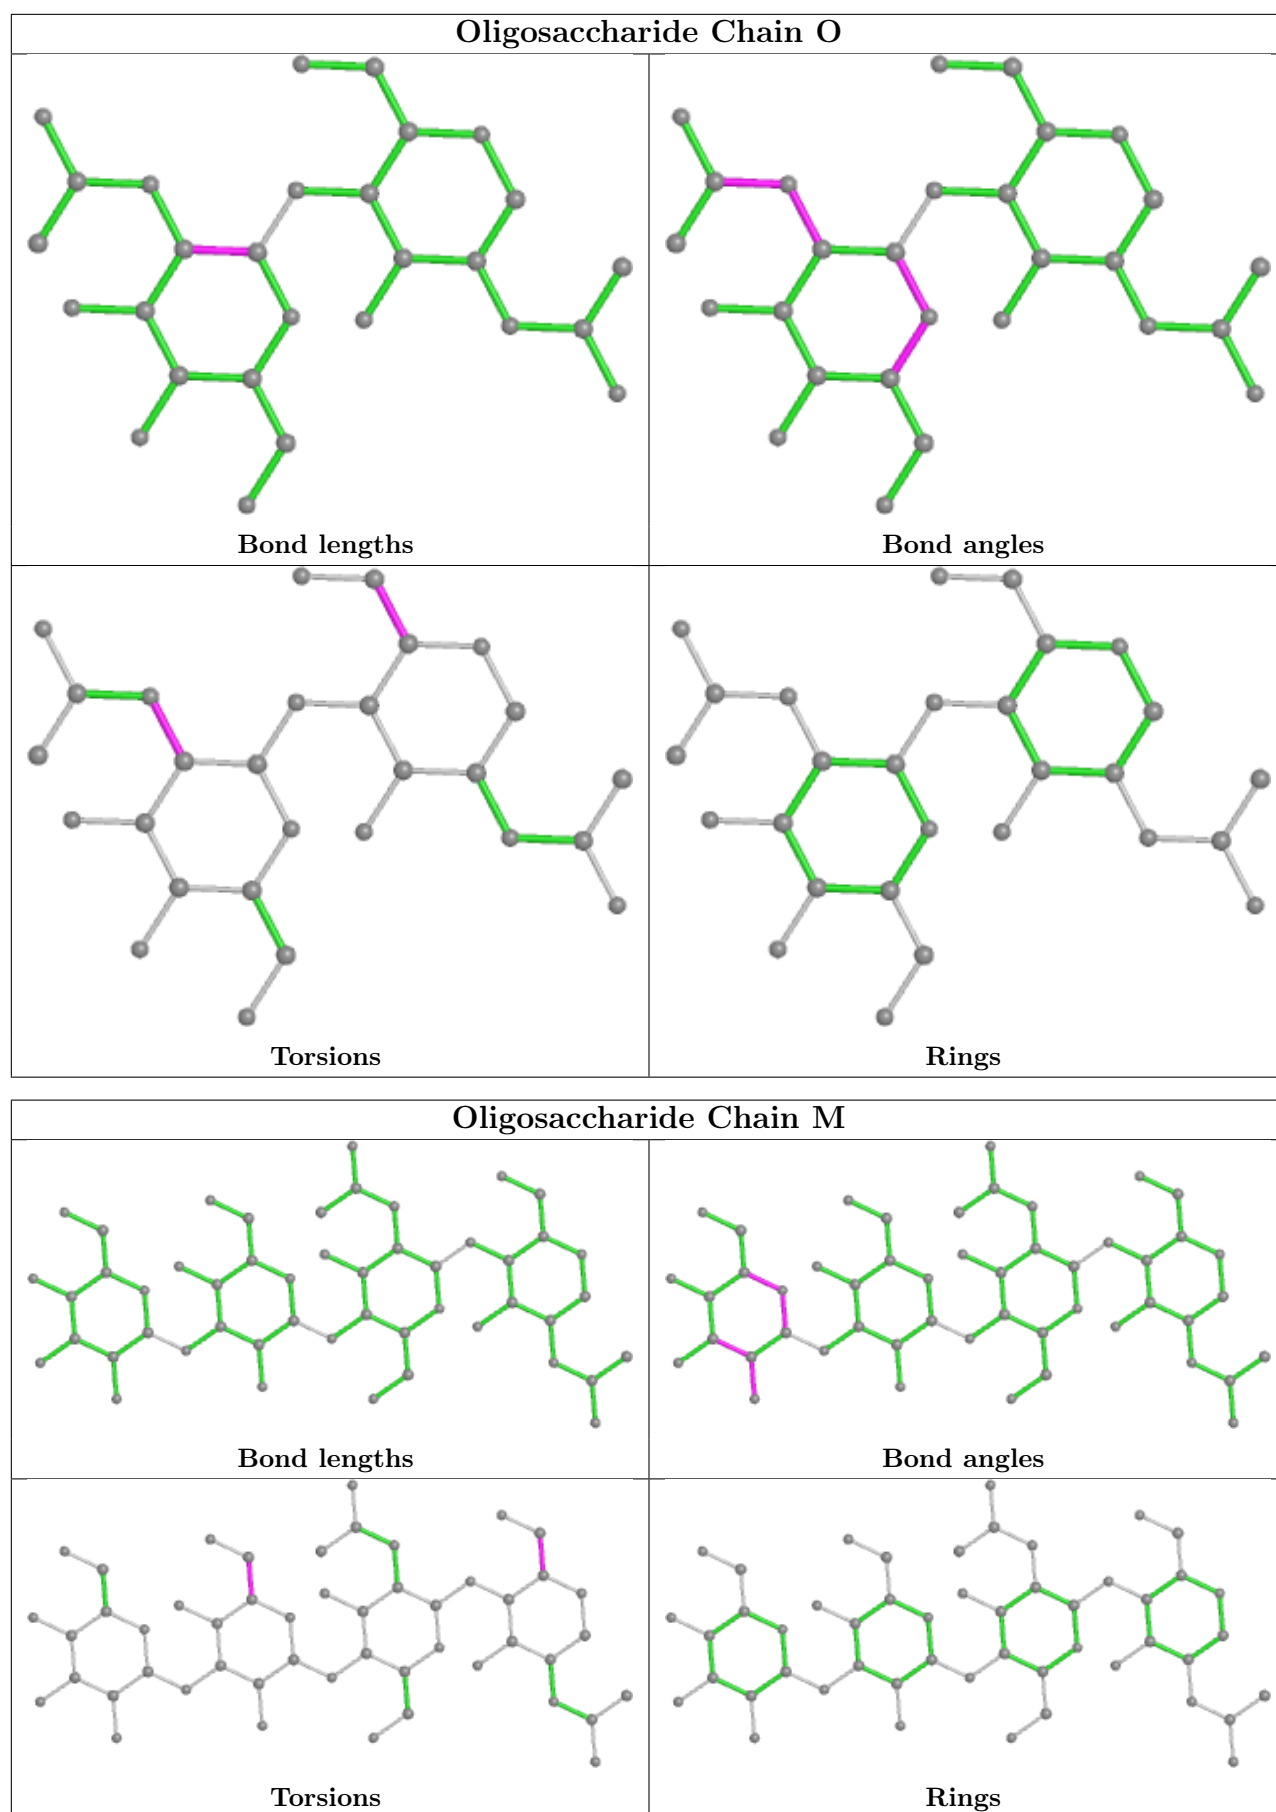 Oligosaccharide Chain O
Bond lengths
Bond angles
Torsions
Rings
Oligosaccharide Chain M
Bond lengths
Bond angles
Torsions
Rings